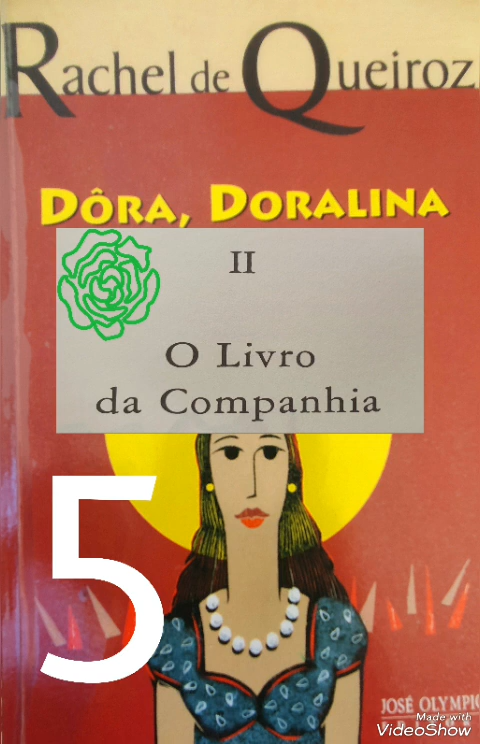 Rachel de Queiroz
DÔRA, DORALINA
II
O Livro
da Companhia
5
JOSÉ OLYMPIO
Made with
VideoShow